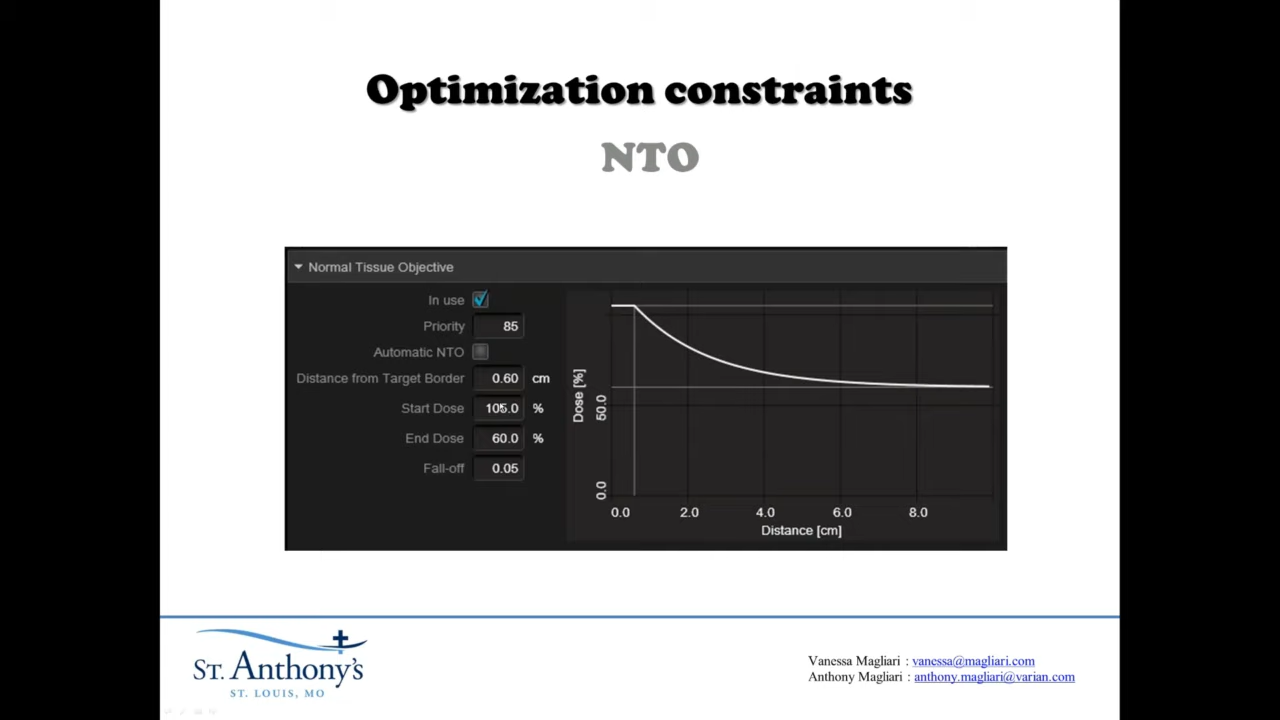 Optimization constraints
NTO
Normal Tissue Objective
In use
Priority 85
Automatic NTO
Distance from Target Border 0.60 cm
Start Dose 105.0 %
End Dose 60.0 %
Fall-off 0.05
Dose [%]
50.0
0.0
0.0 2.0 4.0 6.0 8.0
Distance [cm]
ST. ANTHONY'S
ST. LOUIS, MO
Vanessa Magliari : vanessa@magliari.com
Anthony Magliari : anthony.magliari@varian.com